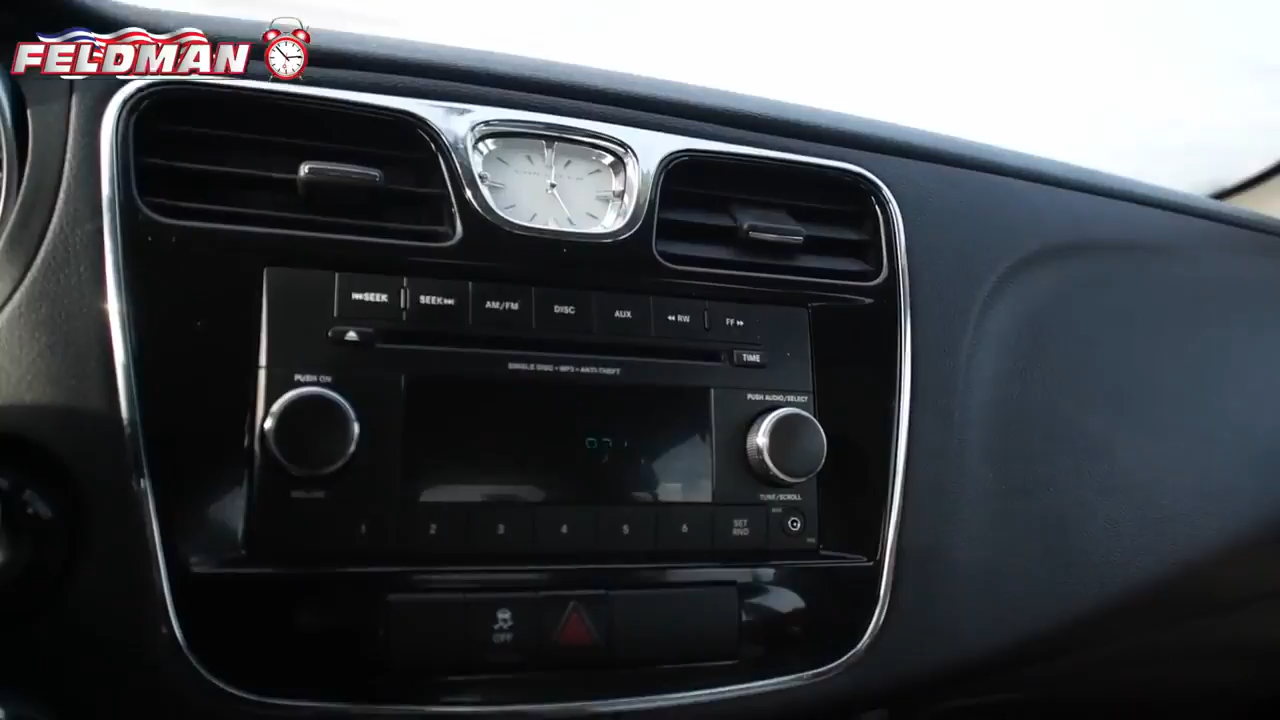 FELDMAN
⏮SEEK
SEEK⏭
AM/FM
DISC
AUX
◀◀ RW
FF ▶▶
TIME
SINGLE DISC • MP3 • ANTI-THEFT
PUSH ON
PUSH AUDIO/SELECT
TUNE/SCROLL
1
2
3
4
5
6
SET
RND
OFF